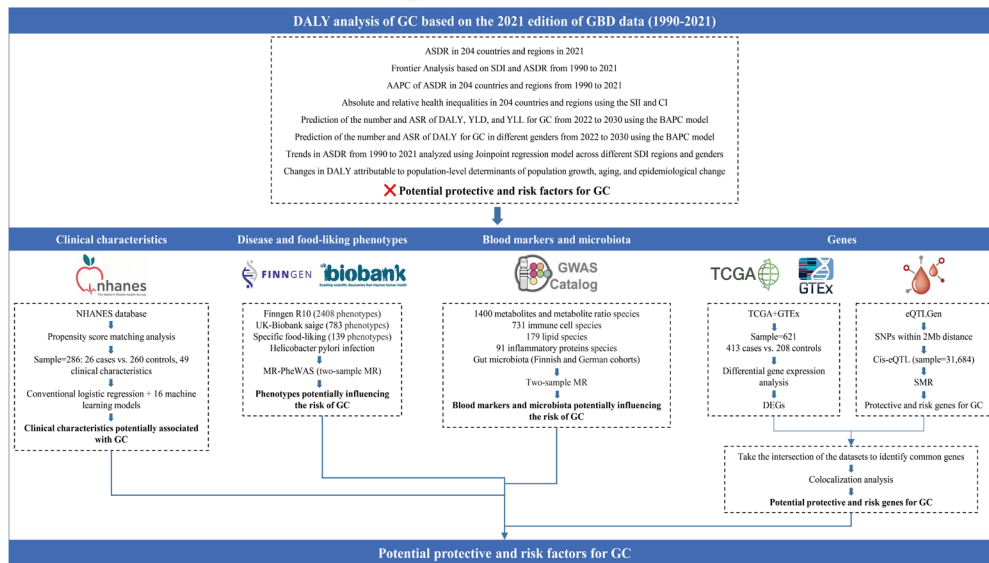 DALY analysis of GC based on the 2021 edition of GBD data (1990-2021)
ASDR in 204 countries and regions in 2021
Frontier Analysis based on SDI and ASDR from 1990 to 2021
AAPC of ASDR in 204 countries and regions from 1990 to 2021
Absolute and relative health inequalities in 204 countries and regions using the SII and CI
Prediction of the number and ASR of DALY, YLD, and YLL for GC from 2022 to 2030 using the BAPC model
Prediction of the number and ASR of DALY for GC in different genders from 2022 to 2030 using the BAPC model
Trends in ASDR from 1990 to 2021 analyzed using Joinpoint regression model across different SDI regions and genders
Changes in DALY attributable to population-level determinants of population growth, aging, and epidemiological change
Potential protective and risk factors for GC
Clinical characteristics
nhanes
NHANES database
Propensity score matching analysis
Sample=286: 26 cases vs. 260 controls, 49
clinical characteristics
Conventional logistic regression + 16 machine
learning models
Clinical characteristics potentially associated
with GC
Disease and food-liking phenotypes
FINNGEN
biobank
Enabling scientific discoveries that improve human health
Finngen R10 (2408 phenotypes)
UK-Biobank saige (783 phenotypes)
Specific food-liking (139 phenotypes)
Helicobacter pylori infection
MR-PheWAS (two-sample MR)
Phenotypes potentially influencing
the risk of GC
Blood markers and microbiota
GWAS
Catalog
1400 metabolites and metabolite ratio species
731 immune cell species
179 lipid species
91 inflammatory proteins species
Gut microbiota (Finnish and German cohorts)
Two-sample MR
Blood markers and microbiota potentially influencing
the risk of GC
Genes
TCGA
GTEx
TCGA+GTEx
Sample=621
413 cases vs. 208 controls
Differential gene expression
analysis
DEGs
eQTLGen
SNPs within 2Mb distance
Cis-eQTL (sample=31,684)
SMR
Protective and risk genes for GC
Take the intersection of the datasets to identify common genes
Colocalization analysis
Potential protective and risk genes for GC
Potential protective and risk factors for GC